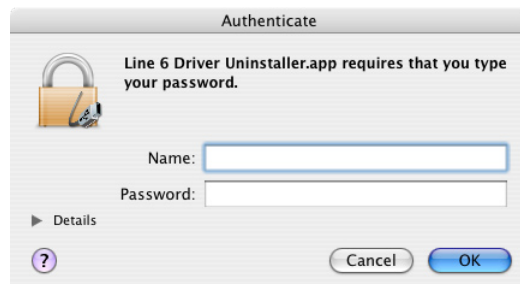 Authenticate
Line 6 Driver Uninstaller.app requires that you type
your password.
Name:
Password:
Details
?
Cancel
OK